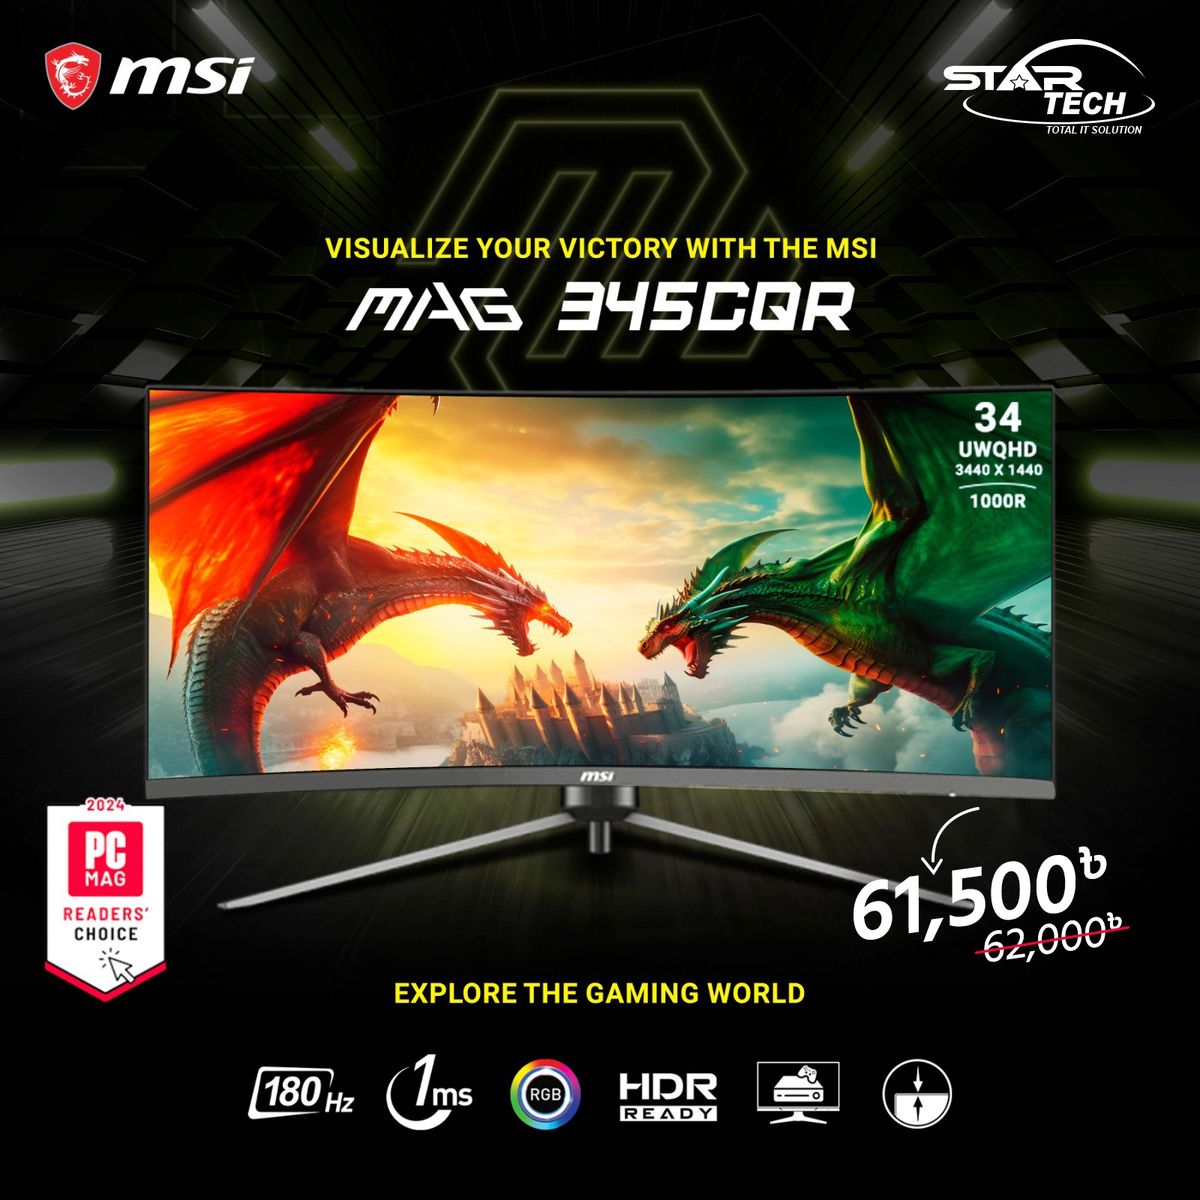 msi
STAR
TECH
TOTAL IT SOLUTION
VISUALIZE YOUR VICTORY WITH THE MSI
MAG 345CQR
34
UWQHD
3440 X 1440
1000R
msi
2024
PC
MAG
READERS'
CHOICE
61,500৳
62,000৳
EXPLORE THE GAMING WORLD
180Hz
1ms
RGB
HDR
READY